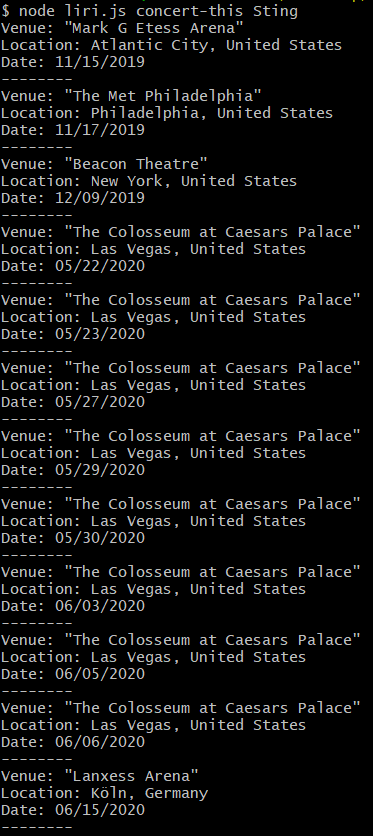 $ node liri.js concert-this Sting
Venue: "Mark G Etess Arena"
Location: Atlantic City, United States
Date: 11/15/2019
--------
Venue: "The Met Philadelphia"
Location: Philadelphia, United States
Date: 11/17/2019
--------
Venue: "Beacon Theatre"
Location: New York, United States
Date: 12/09/2019
--------
Venue: "The Colosseum at Caesars Palace"
Location: Las Vegas, United States
Date: 05/22/2020
--------
Venue: "The Colosseum at Caesars Palace"
Location: Las Vegas, United States
Date: 05/23/2020
--------
Venue: "The Colosseum at Caesars Palace"
Location: Las Vegas, United States
Date: 05/27/2020
--------
Venue: "The Colosseum at Caesars Palace"
Location: Las Vegas, United States
Date: 05/29/2020
--------
Venue: "The Colosseum at Caesars Palace"
Location: Las Vegas, United States
Date: 05/30/2020
--------
Venue: "The Colosseum at Caesars Palace"
Location: Las Vegas, United States
Date: 06/03/2020
--------
Venue: "The Colosseum at Caesars Palace"
Location: Las Vegas, United States
Date: 06/05/2020
--------
Venue: "The Colosseum at Caesars Palace"
Location: Las Vegas, United States
Date: 06/06/2020
--------
Venue: "Lanxess Arena"
Location: Köln, Germany
Date: 06/15/2020
--------